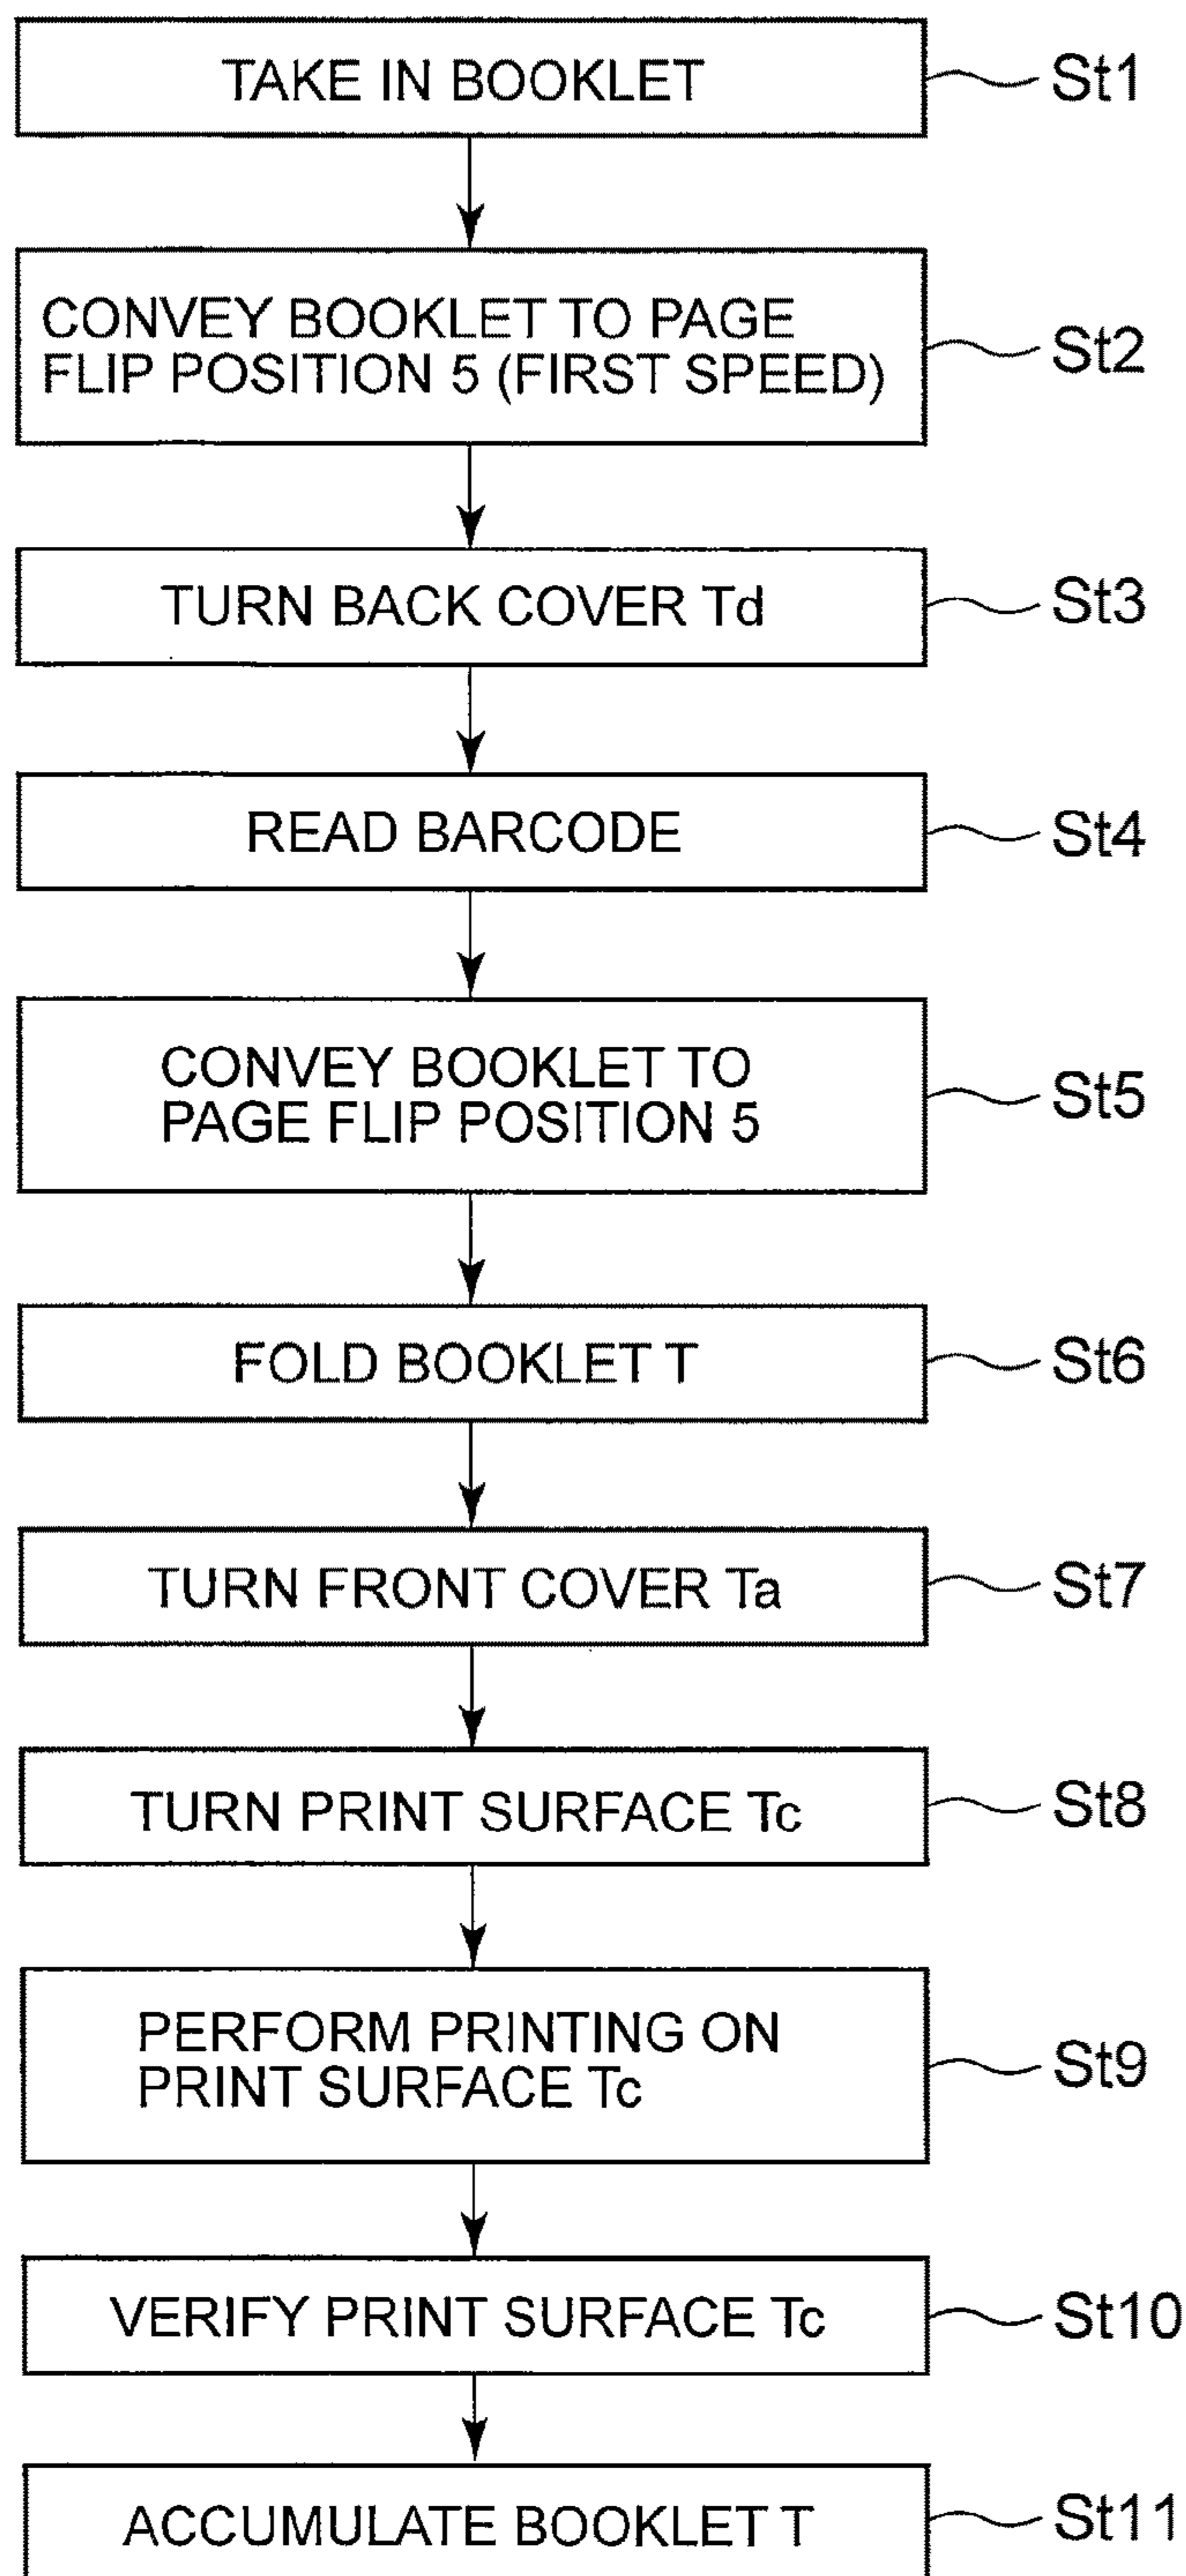 TAKE IN BOOKLET
St1
CONVEY BOOKLET TO PAGE
FLIP POSITION 5 (FIRST SPEED)
St2
TURN BACK COVER Td
St3
READ BARCODE
St4
CONVEY BOOKLET TO
PAGE FLIP POSITION 5
St5
FOLD BOOKLET T
St6
TURN FRONT COVER Ta
St7
TURN PRINT SURFACE Tc
St8
PERFORM PRINTING ON
PRINT SURFACE Tc
St9
VERIFY PRINT SURFACE Tc
St10
ACCUMULATE BOOKLET T
St11